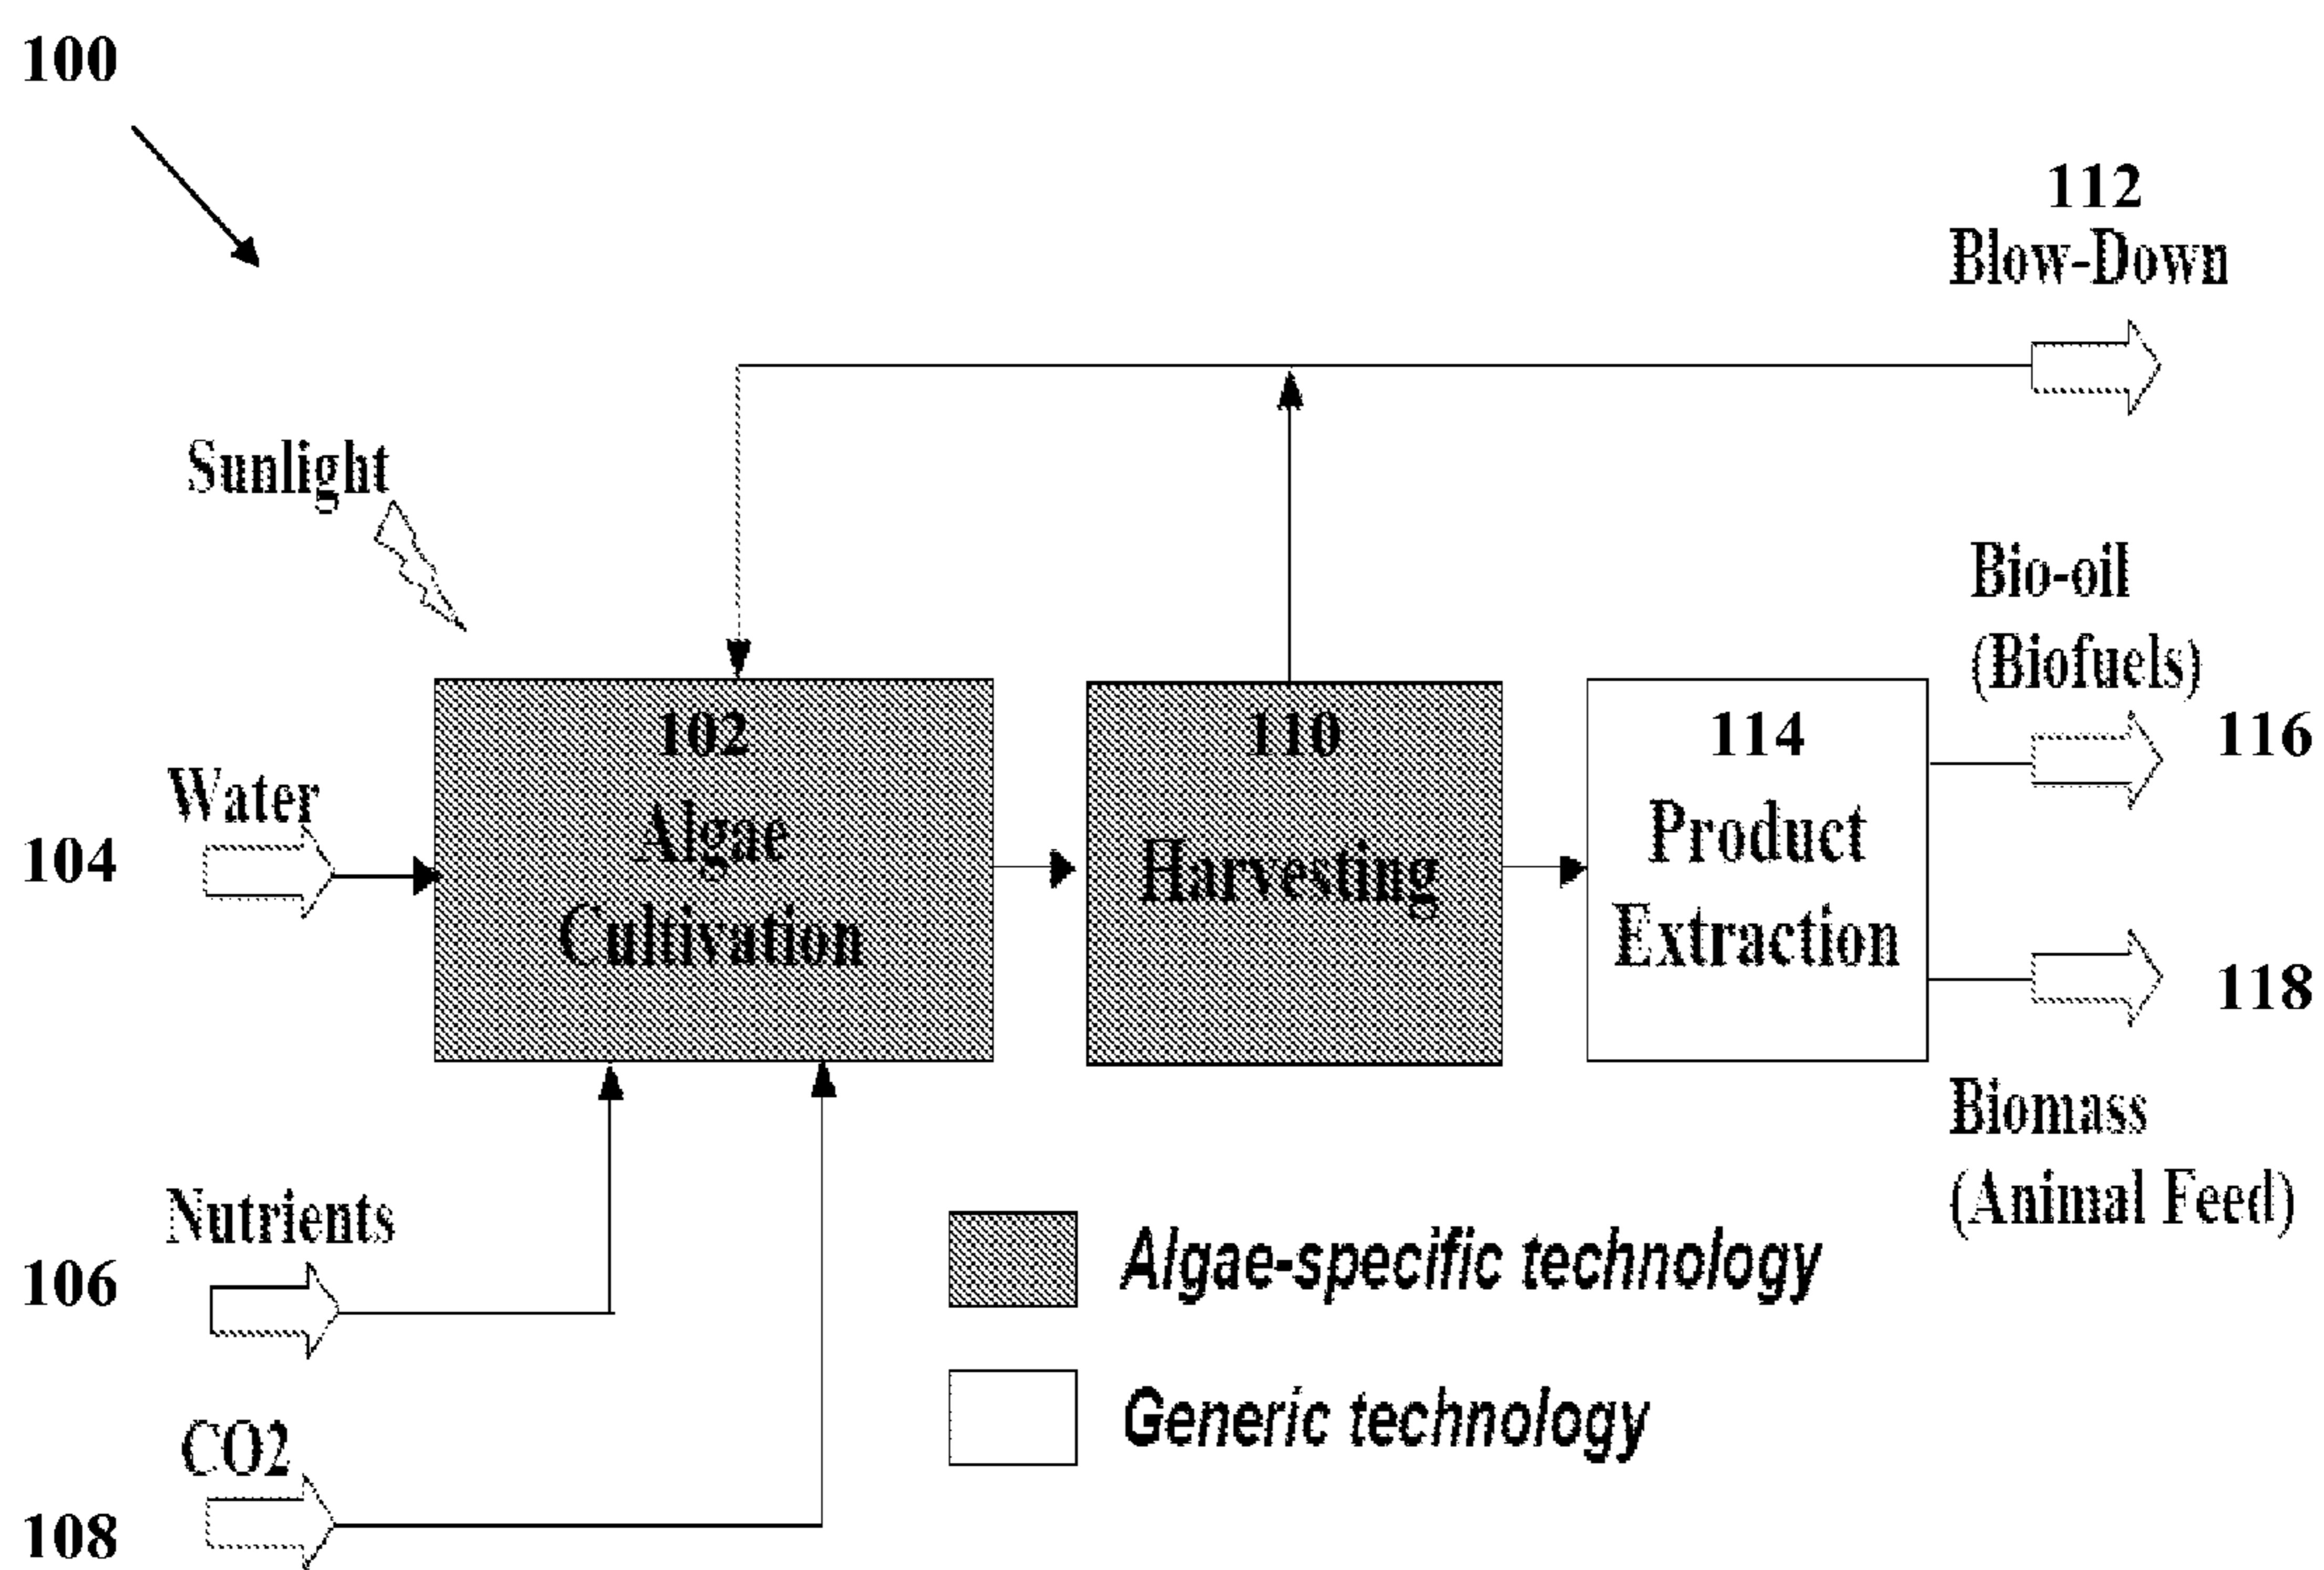 100
112
Blow-Down
Sunlight
Bio-oil
(Biofuels)
116
102
Algae
Cultivation
110
Harvesting
114
Product
Extraction
Water
104
118
Biomass
(Animal Feed)
Nutrients
106
Algae-specific technology
CO2
108
Generic technology